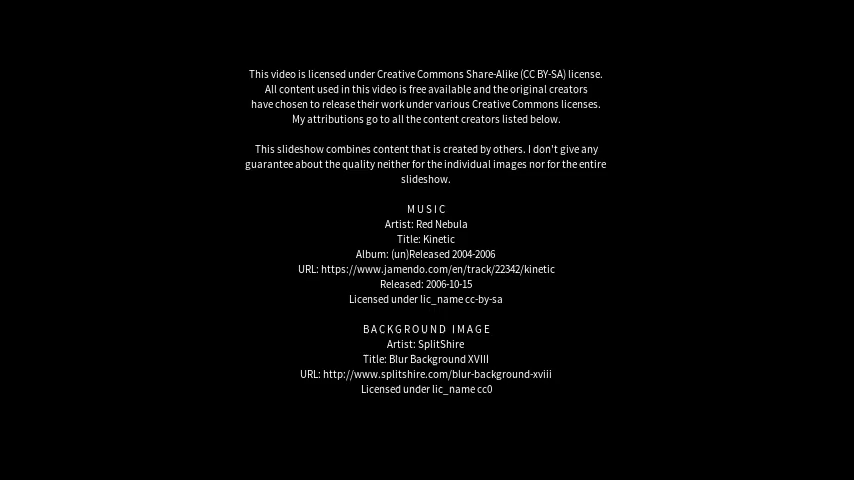 This video is licensed under Creative Commons Share-Alike (CC BY-SA) license.
All content used in this video is free available and the original creators
have chosen to release their work under various Creative Commons licenses.
My attributions go to all the content creators listed below.
This slideshow combines content that is created by others. I don't give any
guarantee about the quality neither for the individual images nor for the entire
slideshow.
MUSIC
Artist: Red Nebula
Title: Kinetic
Album: (un)Released 2004-2006
URL: https://www.jamendo.com/en/track/22342/kinetic
Released: 2006-10-15
Licensed under lic_name cc-by-sa
BACKGROUND IMAGE
Artist: SplitShire
Title: Blur Background XVIII
URL: http://www.splitshire.com/blur-background-xviii
Licensed under lic_name cc0